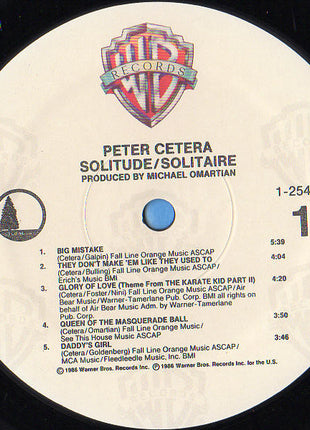 WB
RECORDS
PETER CETERA
SOLITUDE/SOLITAIRE
PRODUCED BY MICHAEL OMARTIAN
1-254
1
1. BIG MISTAKE 5:39
(Cetera/Galpin) Fall Line Orange Music ASCAP
2. THEY DON'T MAKE 'EM LIKE THEY USED TO 4:04
(Cetera/Bulling) Fall Line Orange Music ASCAP/
Erich's Music BMI
3. GLORY OF LOVE (Theme From THE KARATE KID PART II) 4:20
(Cetera/Foster/Nini) Fall Line Orange Music ASCAP/Air
Bear Music/Warner-Tamerlane Pub. Corp. BMI all rights on
behalf of Air Bear Music Adm. by Warner-Tamerlane
Pub. Corp.
4. QUEEN OF THE MASQUERADE BALL 3:50
(Cetera/Omartian) Fall Line Orange Music/
See This House Music ASCAP
5. DADDY'S GIRL 3:46
(Cetera/Goldenberg) Fall Line Orange Music ASCAP/
MCA Music/Fleedleedle Music, Inc. BMI
©1986 Warner Bros. Records Inc. ℗1986 Warner Bros. Records Inc. for the U.S.